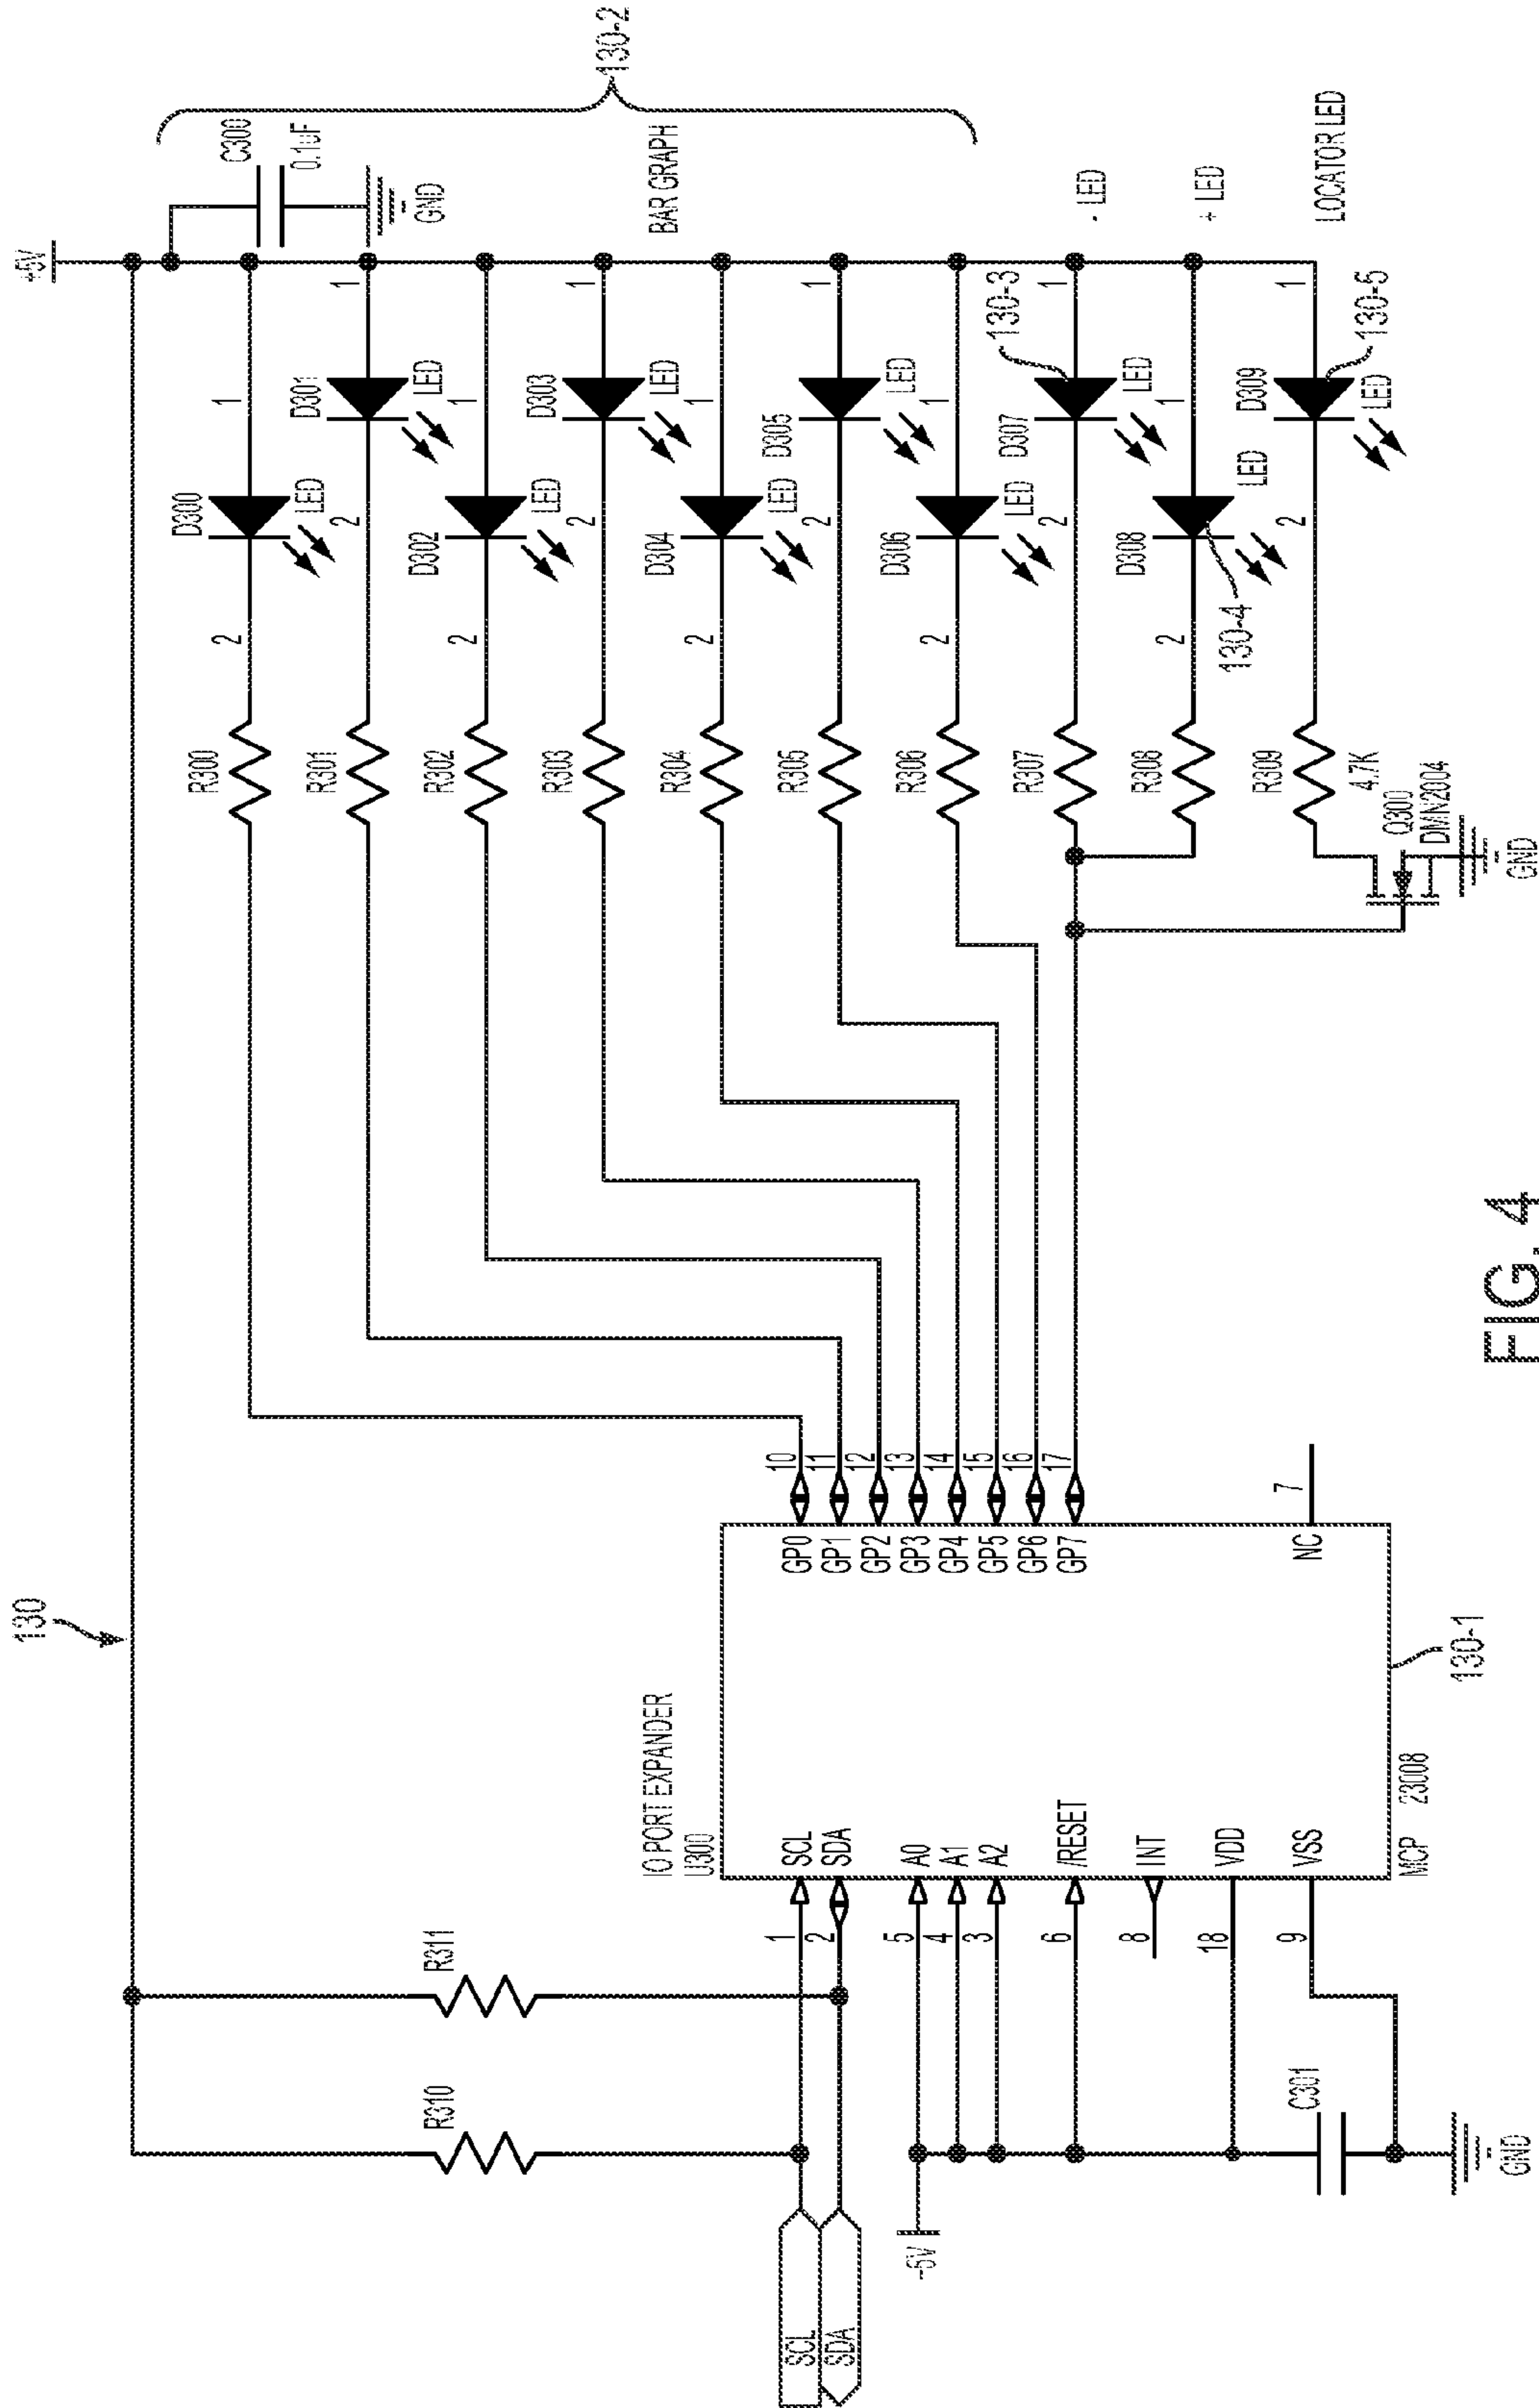 130
+5V
C300
0.1uF
GND
130-2
BAR GRAPH
R310
R311
SCL
SDA
IO PORT EXPANDER
U300
1 SCL
2 SDA
5 A0
4 A1
3 A2
6 /RESET
8 INT
18 VDD
9 VSS
GP0 10
GP1 11
GP2 12
GP3 13
GP4 14
GP5 15
GP6 16
GP7 17
NC 7
MCP 23008
130-1
C301
GND
R300 2 D300 LED 1
R301 2 D301 LED 1
R302 2 D302 LED 1
R303 2 D303 LED 1
R304 2 D304 LED 1
R305 2 D305 LED 1
R306 2 D306 LED 1
R307 2 D307 LED 1 130-3 - LED
R308 2 D308 LED 1 130-4 + LED
R309 2 D309 LED 1 130-5 LOCATOR LED
4.7K
Q300
DMN2004
GND
FIG. 4